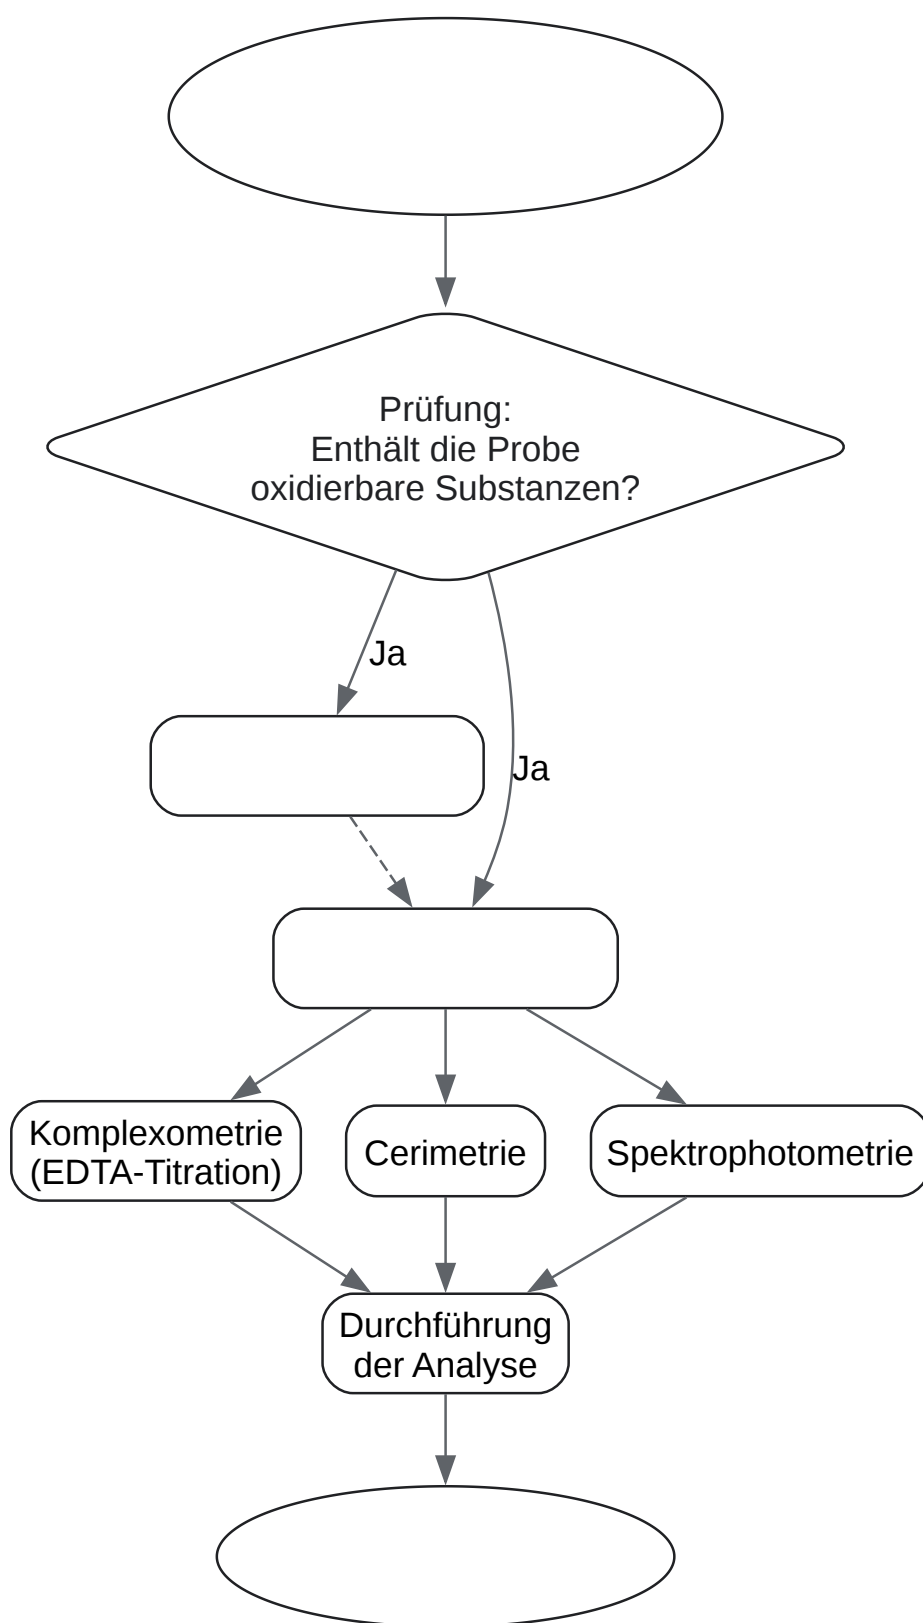 Prüfung:
Enthält die Probe
oxidierbare Substanzen?
Ja
Ja
Komplexometrie
(EDTA-Titration)
Cerimetrie
Spektrophotometrie
Durchführung
der Analyse